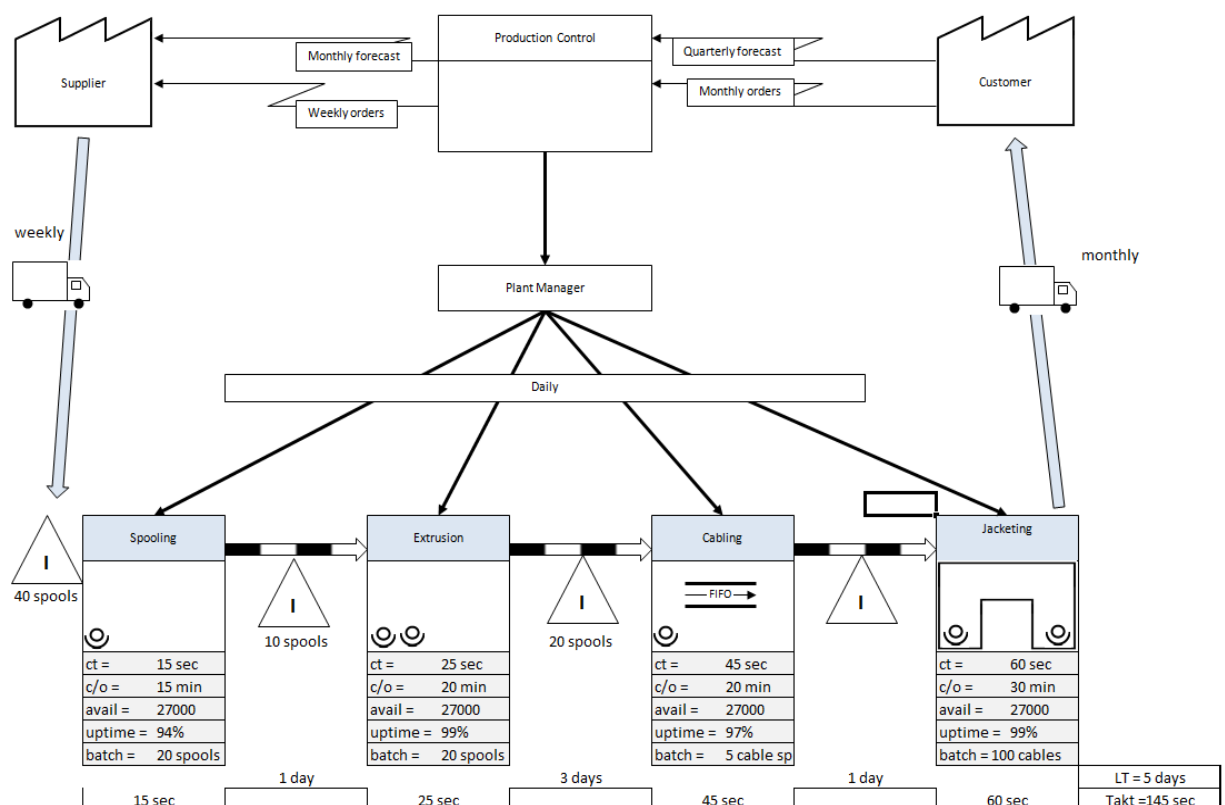 Production Control
Supplier
Customer
Monthly forecast
Quarterly forecast
Weekly orders
Monthly orders
weekly
monthly
Plant Manager
Daily
Spooling
Extrusion
Cabling
Jacketing
I
40 spools
I
10 spools
I
20 spools
FIFO
I
ct = 15 sec
c/o = 15 min
avail = 27000
uptime = 94%
batch = 20 spools
ct = 25 sec
c/o = 20 min
avail = 27000
uptime = 99%
batch = 20 spools
ct = 45 sec
c/o = 20 min
avail = 27000
uptime = 97%
batch = 5 cable sp
ct = 60 sec
c/o = 30 min
avail = 27000
uptime = 99%
batch = 100 cables
1 day
3 days
1 day
LT = 5 days
15 sec
25 sec
45 sec
60 sec
Takt =145 sec